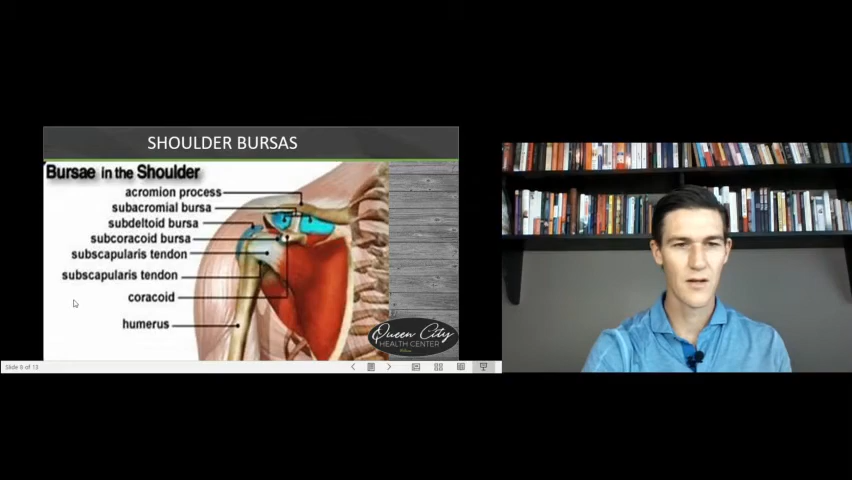 SHOULDER BURSAS
Bursae in the Shoulder
acromion process
subacromial bursa
subdeltoid bursa
subcoracoid bursa
subscapularis tendon
subscapularis tendon
coracoid
humerus
Queen City
HEALTH CENTER
Slide 9 of 13